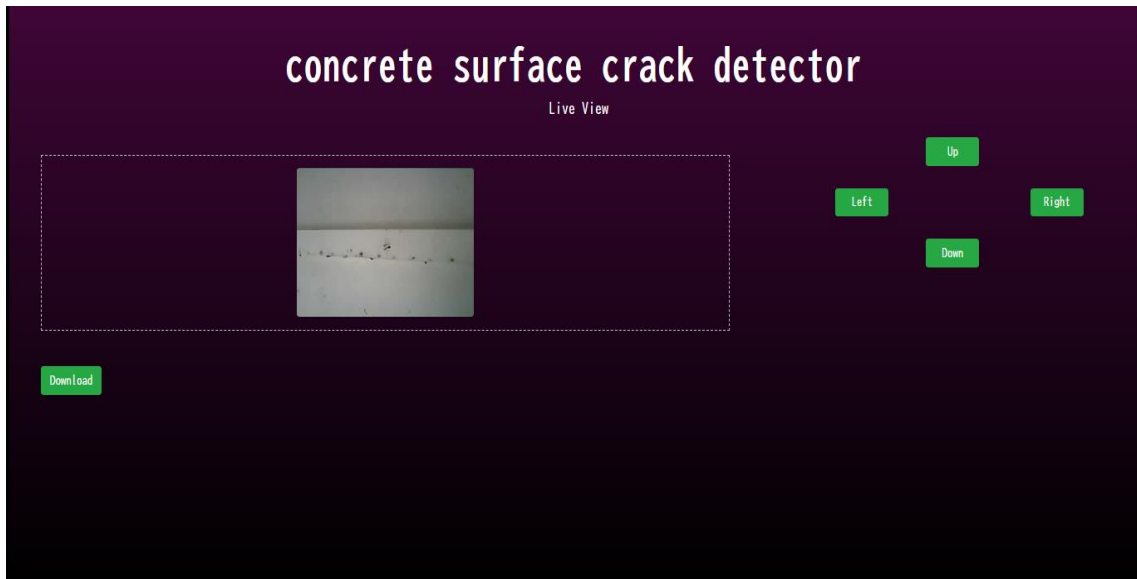 concrete surface crack detector
Live View
Up
Left Right
Down
Download